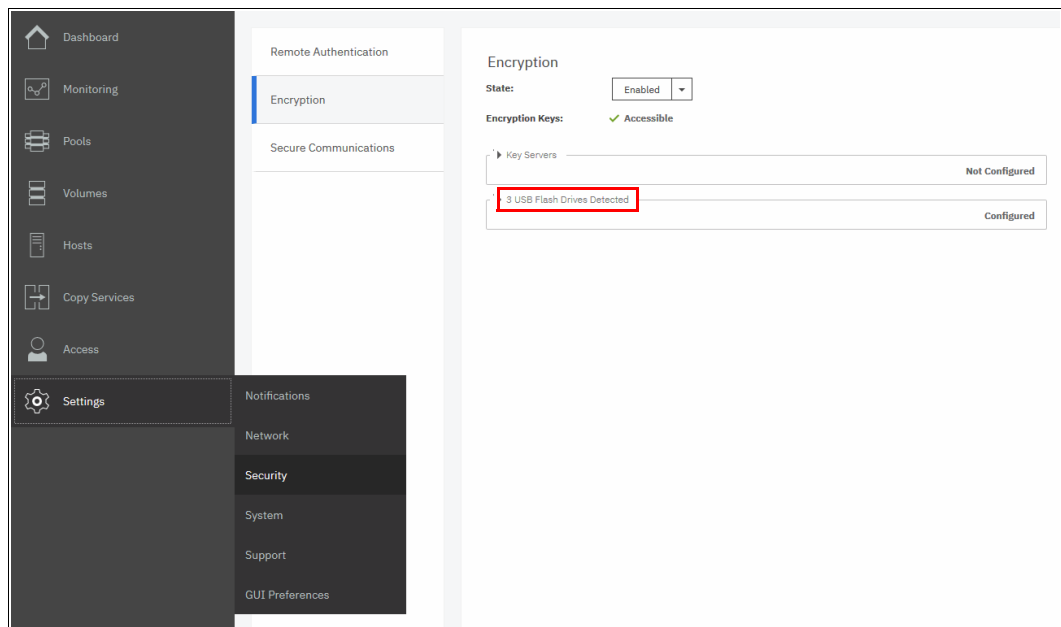 Dashboard
Monitoring
Pools
Volumes
Hosts
Copy Services
Access
Settings
Notifications
Network
Security
System
Support
GUI Preferences
Remote Authentication
Encryption
Secure Communications
Encryption
State:
Enabled
Encryption Keys:
Accessible
Key Servers
Not Configured
3 USB Flash Drives Detected
Configured